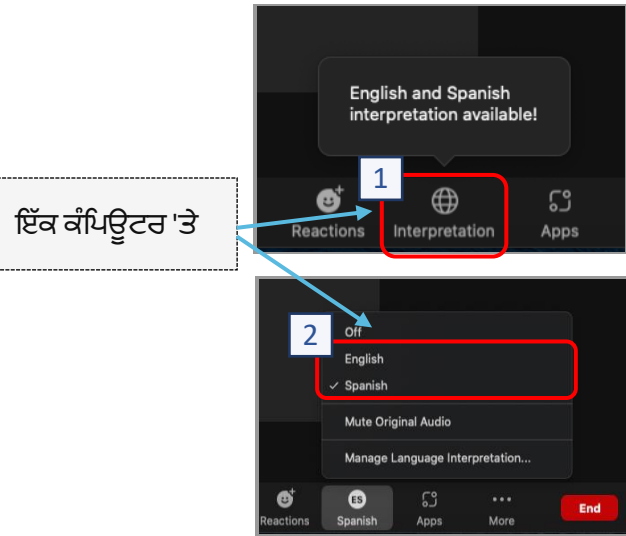 English and Spanish
interpretation available!
1
Reactions Interpretation Apps
ਇੱਕ ਕੰਪਿਊਟਰ 'ਤੇ
2
Off
English
✓ Spanish
Mute Original Audio
Manage Language Interpretation...
ES
Reactions Spanish Apps More End